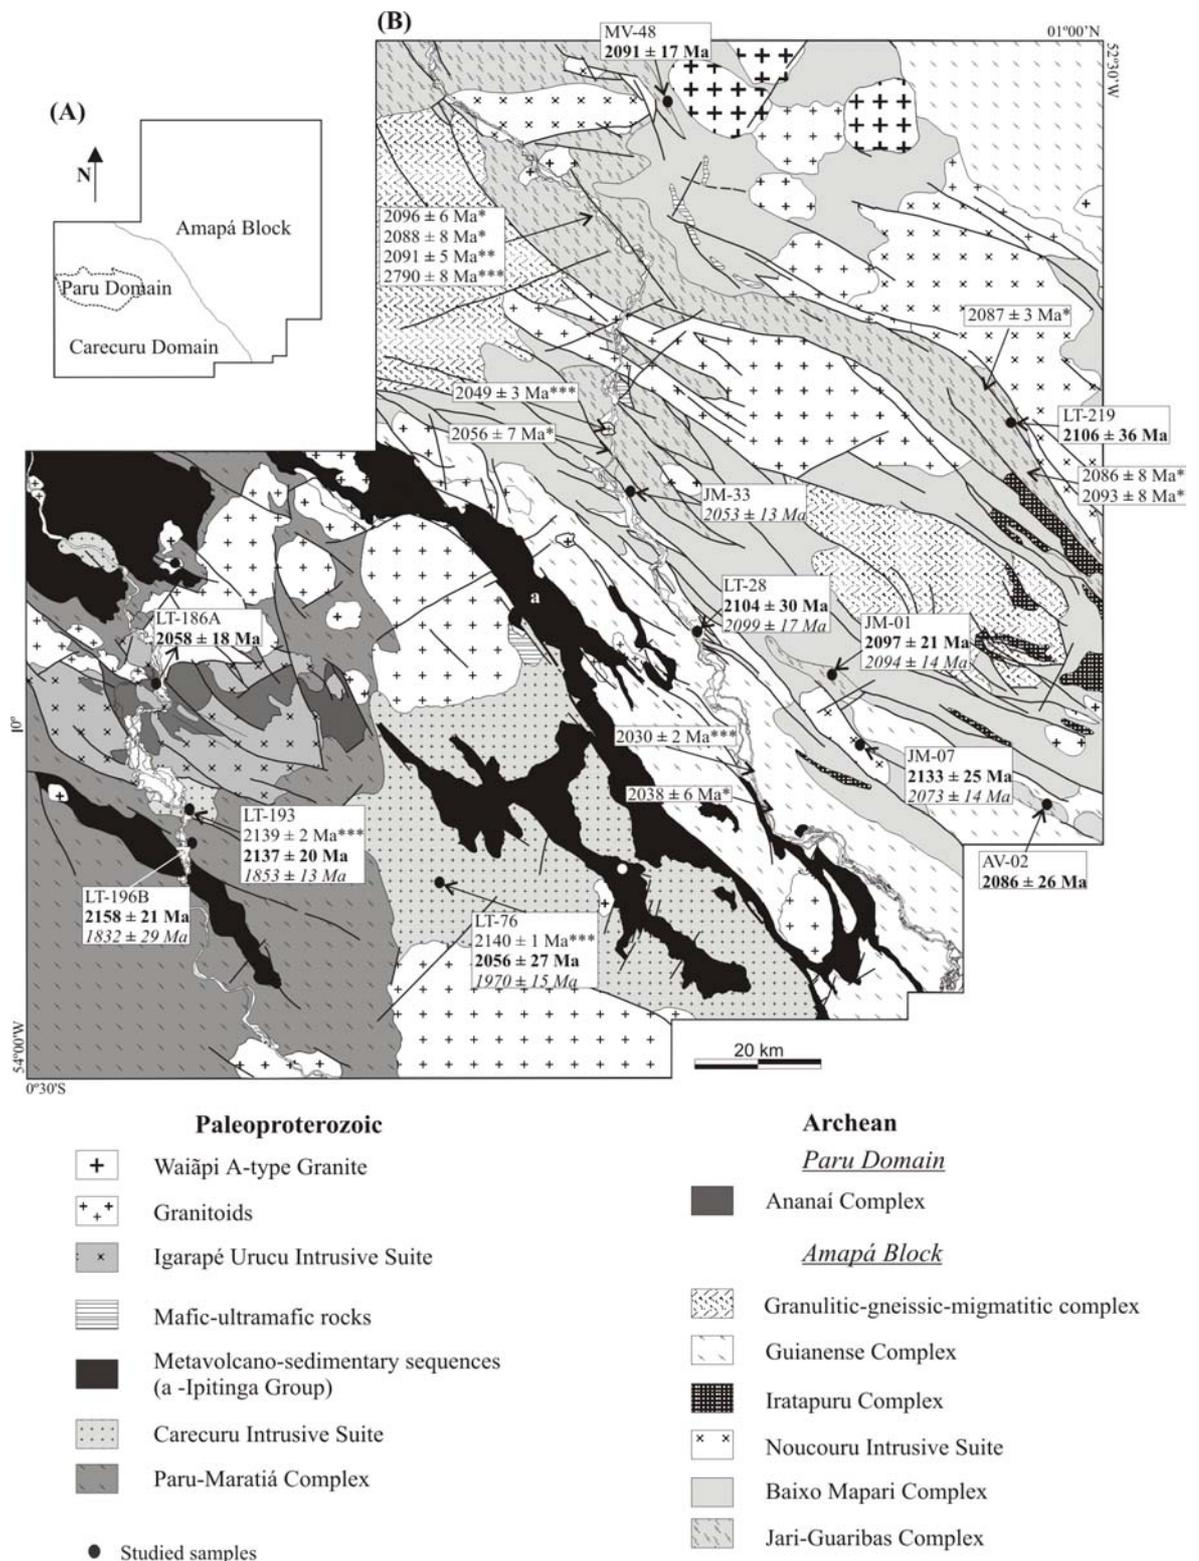 (B)
MV-48
2091 ± 17 Ma
01°00'N
52°30'W
(A)
N
Amapá Block
Paru Domain
Carecuru Domain
2096 ± 6 Ma*
2088 ± 8 Ma*
2091 ± 5 Ma**
2790 ± 8 Ma***
2087 ± 3 Ma*
2049 ± 3 Ma***
2056 ± 7 Ma*
LT-219
2106 ± 36 Ma
2086 ± 8 Ma*
2093 ± 8 Ma*
JM-33
2053 ± 13 Ma
a
LT-28
2104 ± 30 Ma
2099 ± 17 Ma
LT-186A
2058 ± 18 Ma
JM-01
2097 ± 21 Ma
2094 ± 14 Ma
0°
2030 ± 2 Ma***
JM-07
2133 ± 25 Ma
2073 ± 14 Ma
2038 ± 6 Ma*
LT-193
2139 ± 2 Ma***
2137 ± 20 Ma
1853 ± 13 Ma
AV-02
2086 ± 26 Ma
LT-196B
2158 ± 21 Ma
1832 ± 29 Ma
LT-76
2140 ± 1 Ma***
2056 ± 27 Ma
1970 ± 15 Ma
54°00'W
0°30'S
20 km
Paleoproterozoic
Waiãpi A-type Granite
Granitoids
Igarapé Urucu Intrusive Suite
Mafic-ultramafic rocks
Metavolcano-sedimentary sequences
(a -Ipitinga Group)
Carecuru Intrusive Suite
Paru-Maratiá Complex
Studied samples
Archean
Paru Domain
Ananaí Complex
Amapá Block
Granulitic-gneissic-migmatitic complex
Guianense Complex
Iratapuru Complex
Noucouru Intrusive Suite
Baixo Mapari Complex
Jari-Guaribas Complex